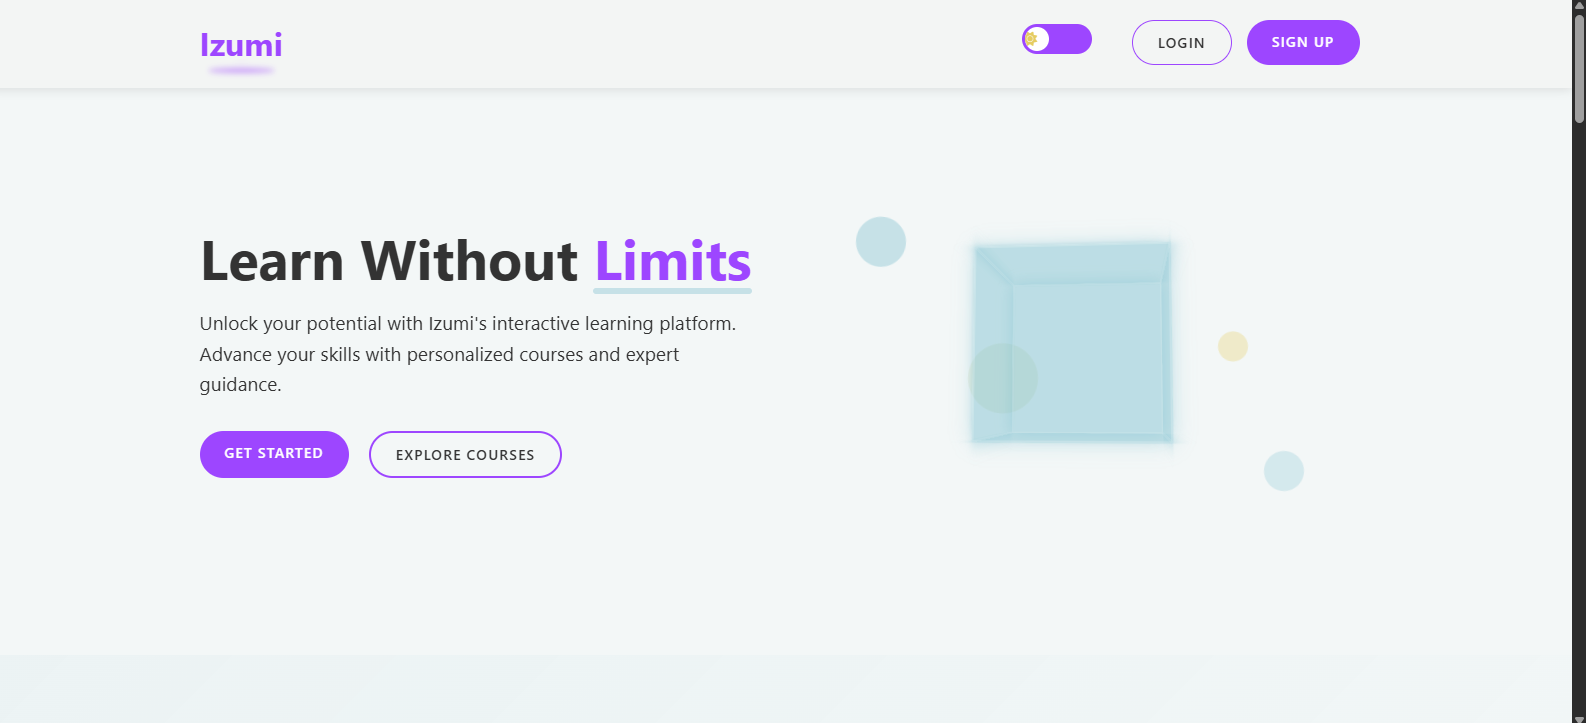 Izumi
LOGIN
SIGN UP
Learn Without Limits
Unlock your potential with Izumi's interactive learning platform.
Advance your skills with personalized courses and expert
guidance.
GET STARTED
EXPLORE COURSES